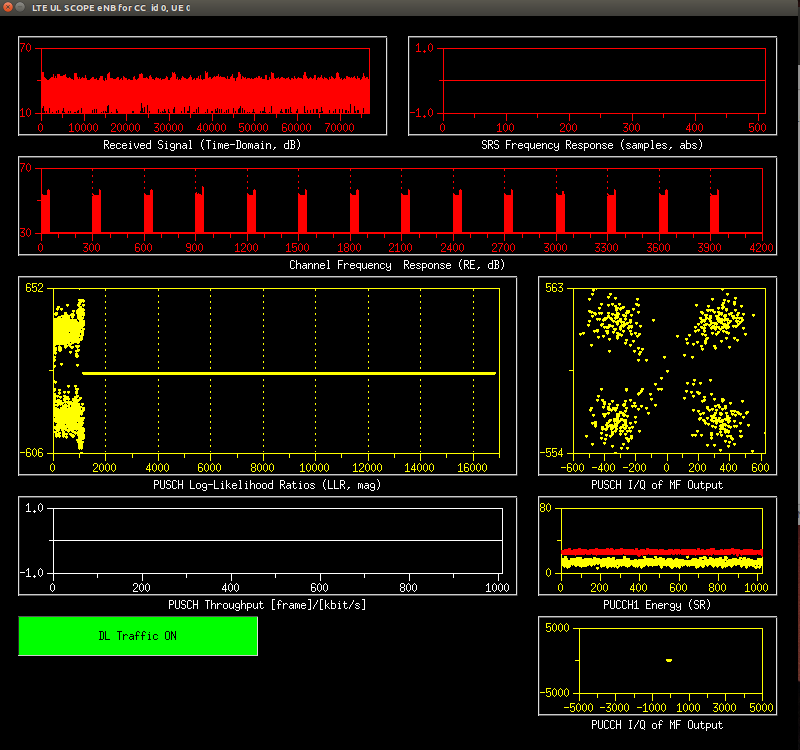 LTE UL SCOPE eNB for CC_id 0, UE 0
70
10
0 10000 20000 30000 40000 50000 60000 70000
Received Signal (Time-Domain, dB)
1.0
-1.0
0 100 200 300 400 500
SRS Frequency Response (samples, abs)
70
30
0 300 600 900 1200 1500 1800 2100 2400 2700 3000 3300 3600 3900 4200
Channel Frequency  Response (RE, dB)
652
-606
0 2000 4000 6000 8000 10000 12000 14000 16000
PUSCH Log-Likelihood Ratios (LLR, mag)
563
-554
-600 -400 -200 0 200 400 600
PUSCH I/Q of MF Output
1.0
-1.0
0 200 400 600 800 1000
PUSCH Throughput [frame]/[kbit/s]
80
0
0 200 400 600 800 1000
PUCCH1 Energy (SR)
DL Traffic ON
5000
-5000
-5000 -3000 -1000 1000 3000 5000
PUCCH I/Q of MF Output